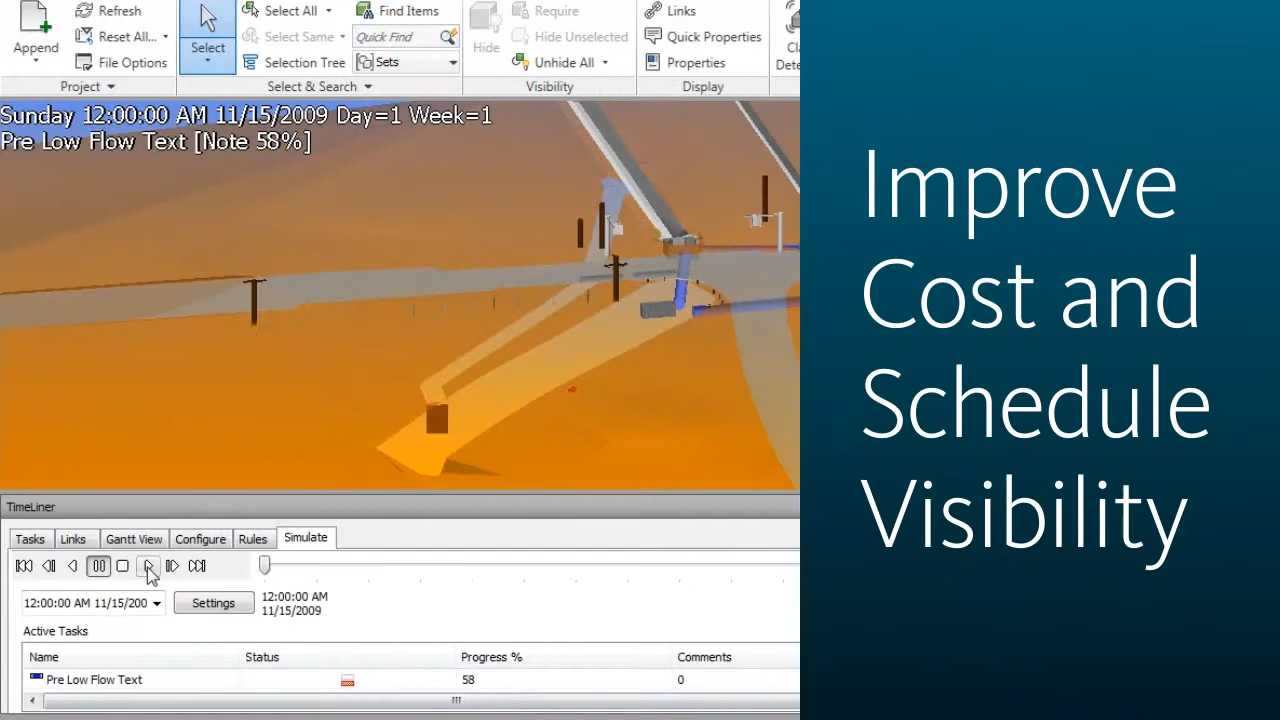 Append
Refresh
Reset All...
File Options
Project
Select
Select All
Select Same
Selection Tree
Find Items
Quick Find
Sets
Select & Search
Hide
Require
Hide Unselected
Unhide All
Visibility
Links
Quick Properties
Properties
Display
Sunday 12:00:00 AM 11/15/2009 Day=1 Week=1
Pre Low Flow Text [Note 58%]
TimeLiner
Tasks Links Gantt View Configure Rules Simulate
12:00:00 AM 11/15/200 Settings 12:00:00 AM
11/15/2009
Active Tasks
Name Status Progress % Comments
Pre Low Flow Text 58 0
Improve
Cost and
Schedule
Visibility